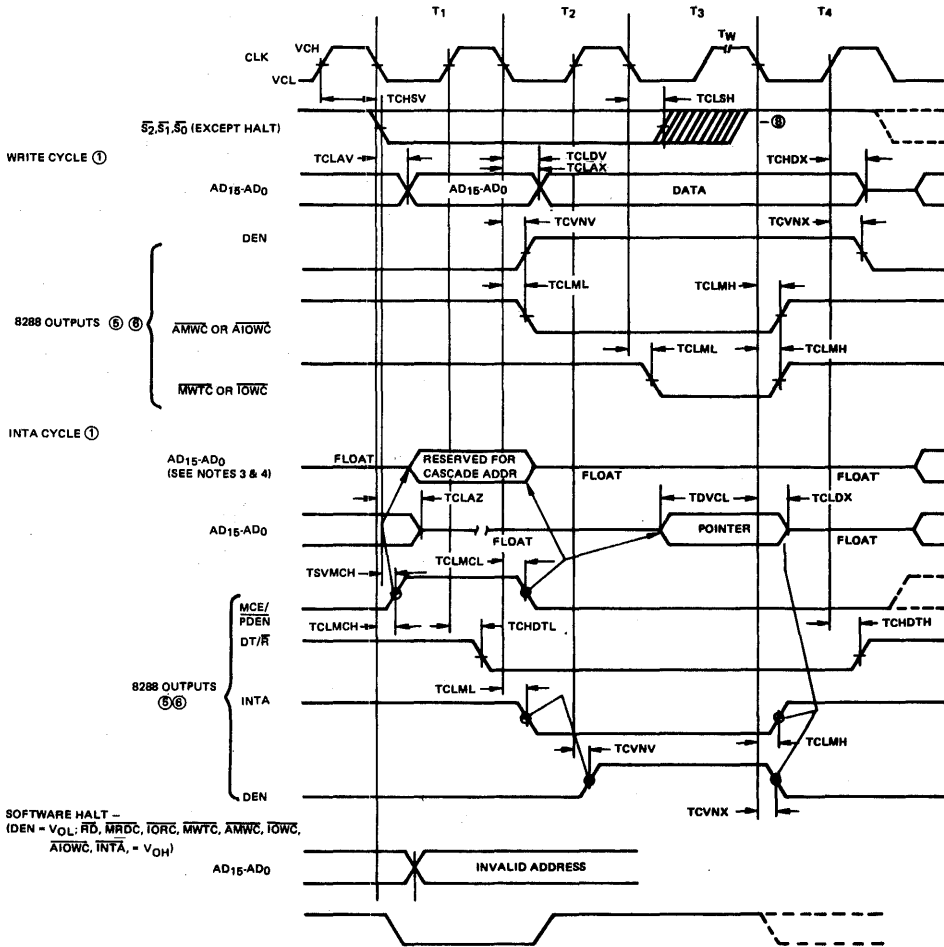 T1 T2 T3 T4
TW
VCH
CLK
VCL
TCHSV TCLSH
S2,S1,S0 (EXCEPT HALT) ⑧
WRITE CYCLE ①
TCLAV TCLDV TCHDX
TCLAX
AD15-AD0 AD15-AD0 DATA
TCVNV TCVNX
DEN
TCLML TCLMH
8288 OUTPUTS ⑤ ⑥
AMWC OR AIOWC
TCLML TCLMH
MWTC OR IOWC
INTA CYCLE ①
AD15-AD0 FLOAT RESERVED FOR
(SEE NOTES 3 & 4) CASCADE ADDR FLOAT FLOAT
TCLAZ TDVCL TCLDX
AD15-AD0 POINTER
FLOAT FLOAT
TCLMCL
TSVMCH
MCE/
PDEN
TCLMCH TCHDTL TCHDTH
DT/R
8288 OUTPUTS
⑤⑥
TCLML
INTA
TCLMH
TCVNV
DEN
TCVNX
SOFTWARE HALT –
(DEN = VOL; RD, MRDC, IORC, MWTC, AMWC, IOWC,
AIOWC, INTA, = VOH)
AD15-AD0 INVALID ADDRESS